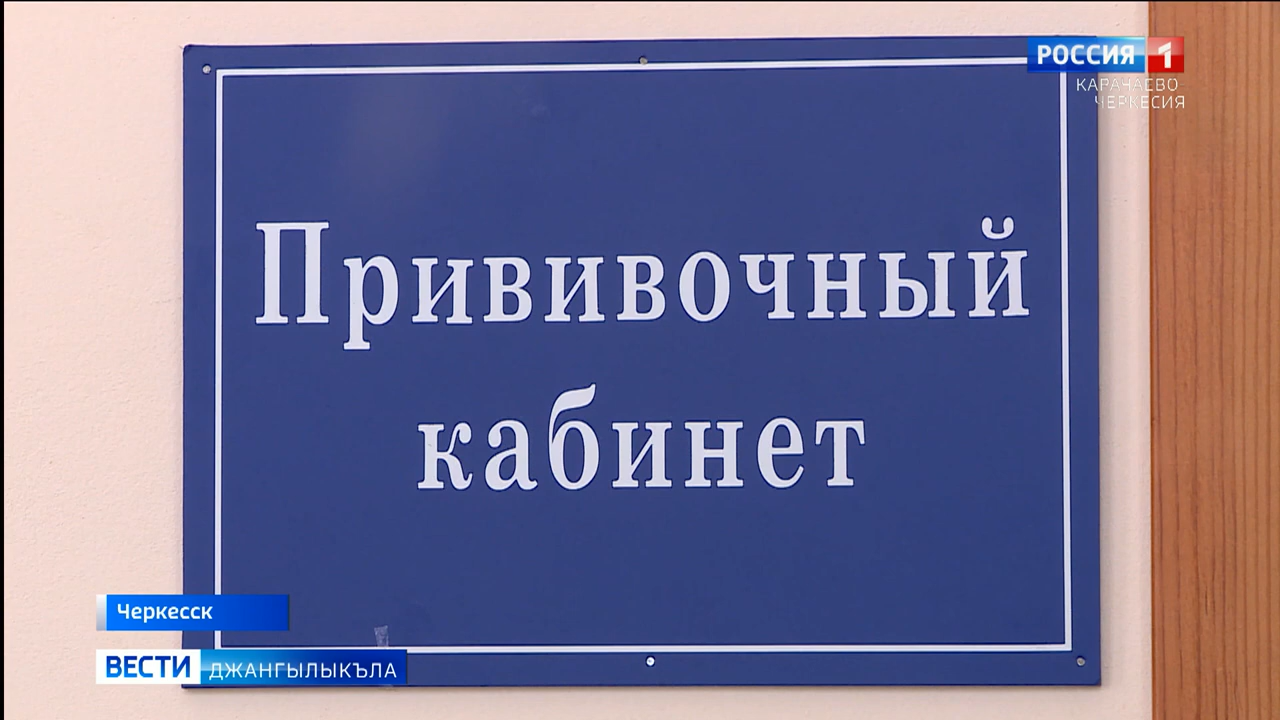 РОССИЯ 1
КАРАЧАЕВО-
ЧЕРКЕСИЯ
Прививочный
кабинет
Черкесск
ВЕСТИ ДЖАНГЫЛЫКЪЛА